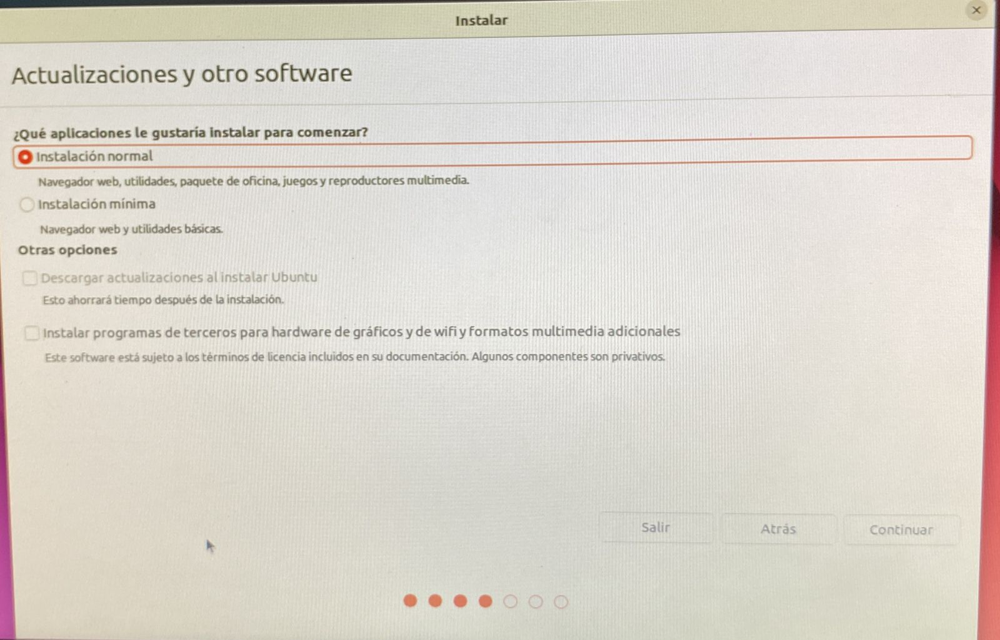 Instalar
Actualizaciones y otro software
¿Qué aplicaciones le gustaría instalar para comenzar?
Instalación normal
Navegador web, utilidades, paquete de oficina, juegos y reproductores multimedia.
Instalación mínima
Navegador web y utilidades básicas.
Otras opciones
Descargar actualizaciones al instalar Ubuntu
Esto ahorrará tiempo después de la instalación.
Instalar programas de terceros para hardware de gráficos y de wifi y formatos multimedia adicionales
Este software está sujeto a los términos de licencia incluidos en su documentación. Algunos componentes son privativos.
Salir Atrás Continuar